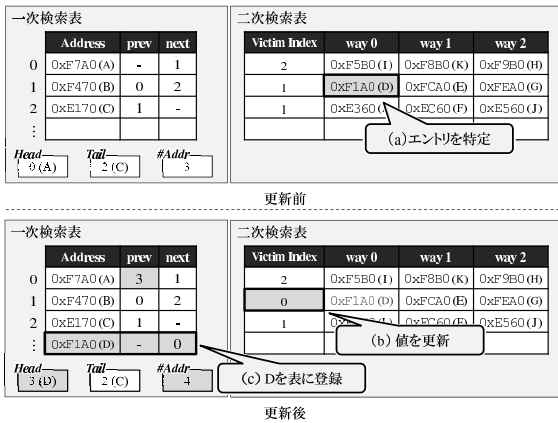 一次検索表
Address prev next
0 0xF7A0(A) - 1
1 0xF470(B) 0 2
2 0xE170(C) 1 -
⋮
Head Tail #Addr
0(A) 2(C) 3
二次検索表
Victim Index way 0 way 1 way 2
2 0xF5B0(I) 0xF8B0(K) 0xF9B0(H)
1 0xF1A0(D) 0xFCA0(E) 0xFEA0(G)
1 0xE360 0xEC60(F) 0xE560(J)
(a)エントリを特定
更新前
一次検索表
Address prev next
0 0xF7A0(A) 3 1
1 0xF470(B) 0 2
2 0xE170(C) 1 -
⋮ 0xF1A0(D) - 0
Head Tail #Addr
3(D) 2(C) 4
(c) Dを表に登録
二次検索表
Victim Index way 0 way 1 way 2
2 0xF5B0(I) 0xF8B0(K) 0xF9B0(H)
0 0xF1A0(D) 0xFCA0(E) 0xFEA0(G)
1 0xE560(J)
(b) 値を更新
更新後